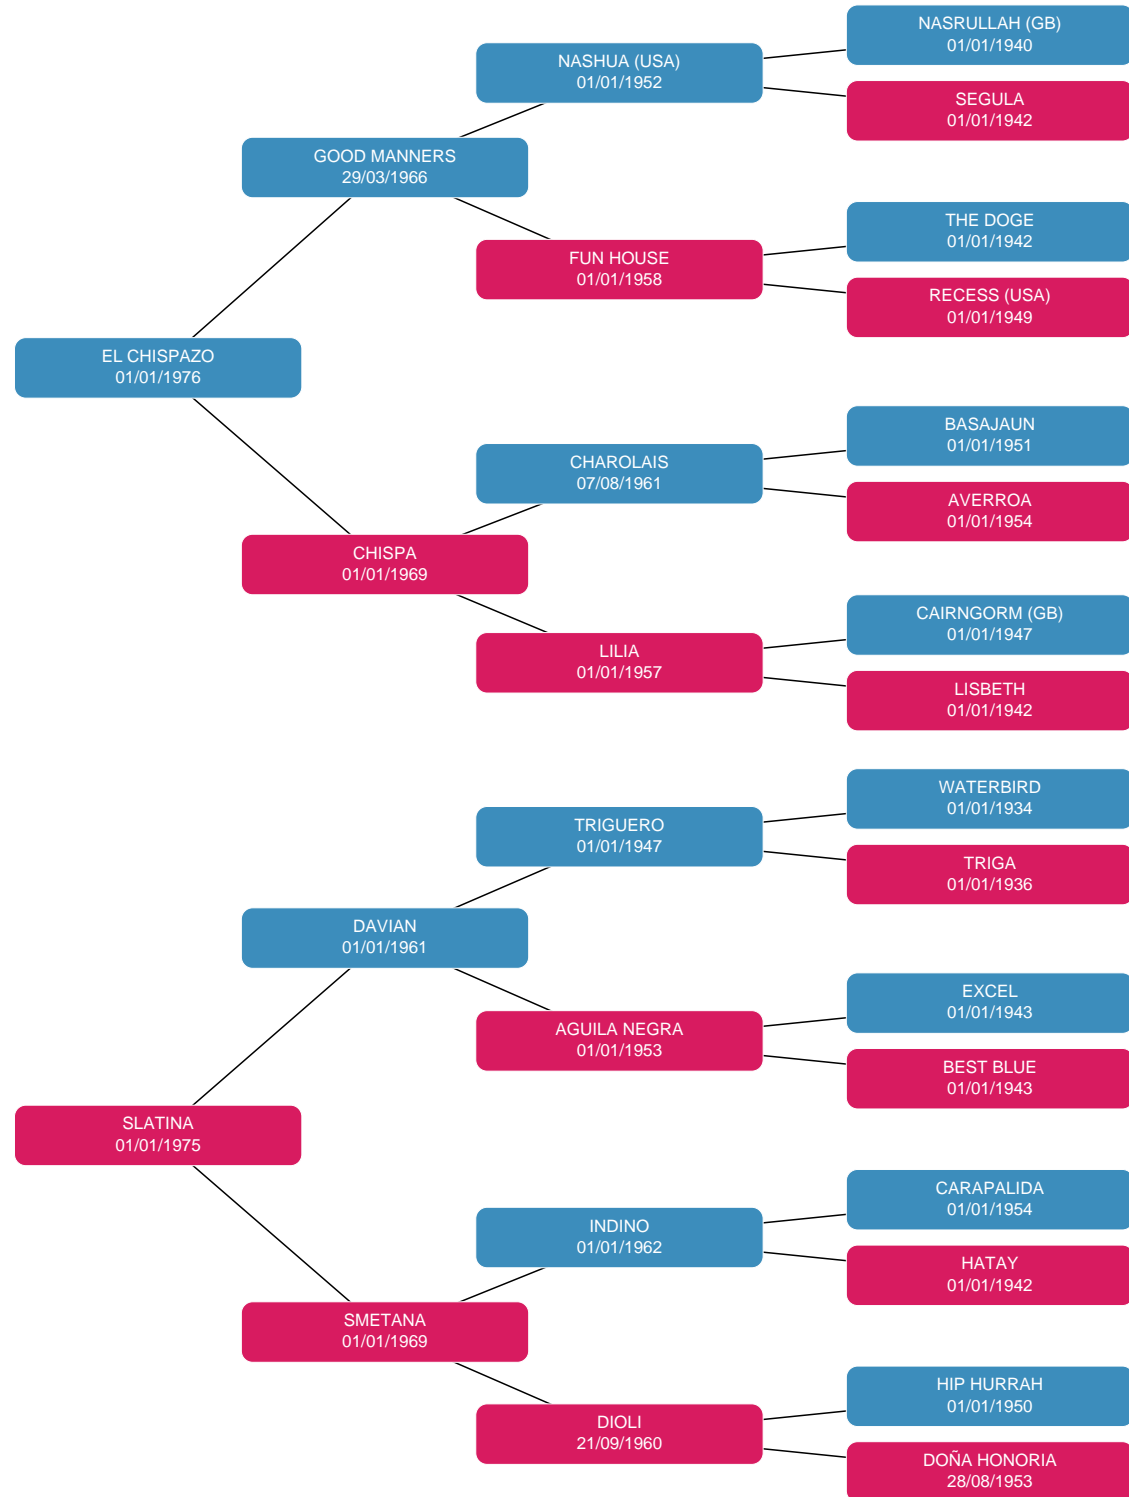 NASRULLAH (GB)
01/01/1940
NASHUA (USA)
01/01/1952
SEGULA
01/01/1942
GOOD MANNERS
29/03/1966
THE DOGE
01/01/1942
FUN HOUSE
01/01/1958
RECESS (USA)
01/01/1949
EL CHISPAZO
01/01/1976
BASAJAUN
01/01/1951
CHAROLAIS
07/08/1961
AVERROA
01/01/1954
CHISPA
01/01/1969
CAIRNGORM (GB)
01/01/1947
LILIA
01/01/1957
LISBETH
01/01/1942
WATERBIRD
01/01/1934
TRIGUERO
01/01/1947
TRIGA
01/01/1936
DAVIAN
01/01/1961
EXCEL
01/01/1943
AGUILA NEGRA
01/01/1953
BEST BLUE
01/01/1943
SLATINA
01/01/1975
CARAPALIDA
01/01/1954
INDINO
01/01/1962
HATAY
01/01/1942
SMETANA
01/01/1969
HIP HURRAH
01/01/1950
DIOLI
21/09/1960
DOÑA HONORIA
28/08/1953